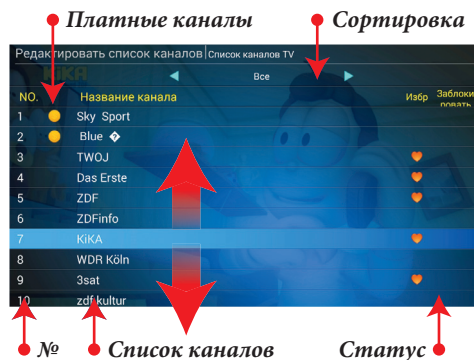 Платные каналы Сортировка
Редактировать список каналов Список каналов TV
KiKA
Все
NO. Название канала Избр Заблоки
ровать
1 Sky Sport
2 Blue
3 TWOJ
4 Das Erste
5 ZDF
6 ZDFinfo
7 KiKA
8 WDR Köln
9 3sat
10 zdf.kultur
№ Список каналов Статус